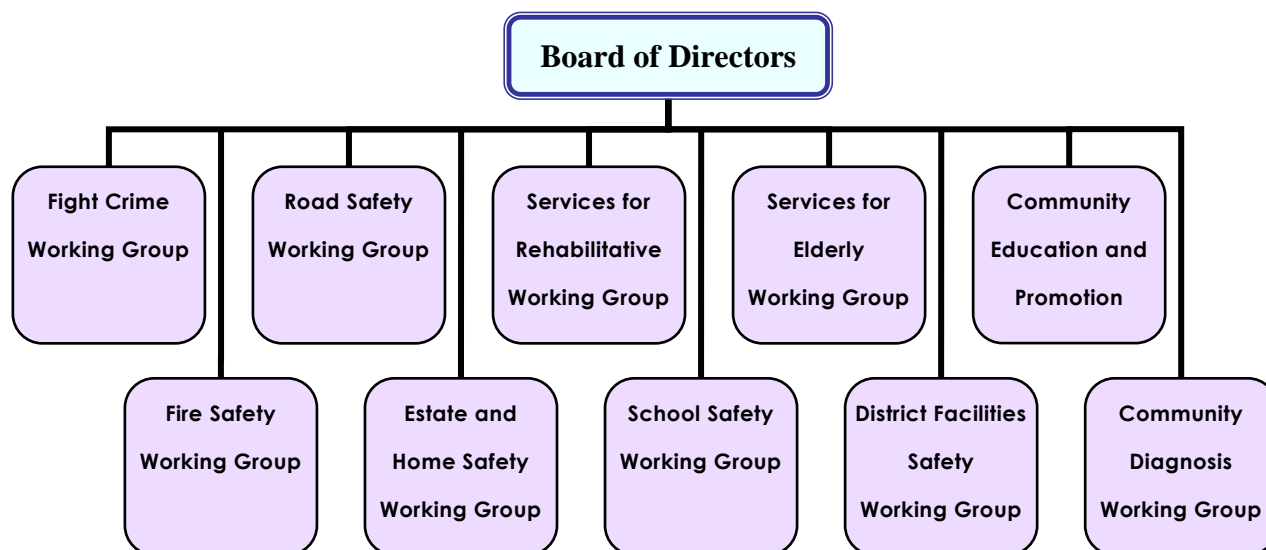 Board of Directors
Fight Crime
Working Group
Road Safety
Working Group
Services for
Rehabilitative
Working Group
Services for
Elderly
Working Group
Community
Education and
Promotion
Fire Safety
Working Group
Estate and
Home Safety
Working Group
School Safety
Working Group
District Facilities
Safety
Working Group
Community
Diagnosis
Working Group